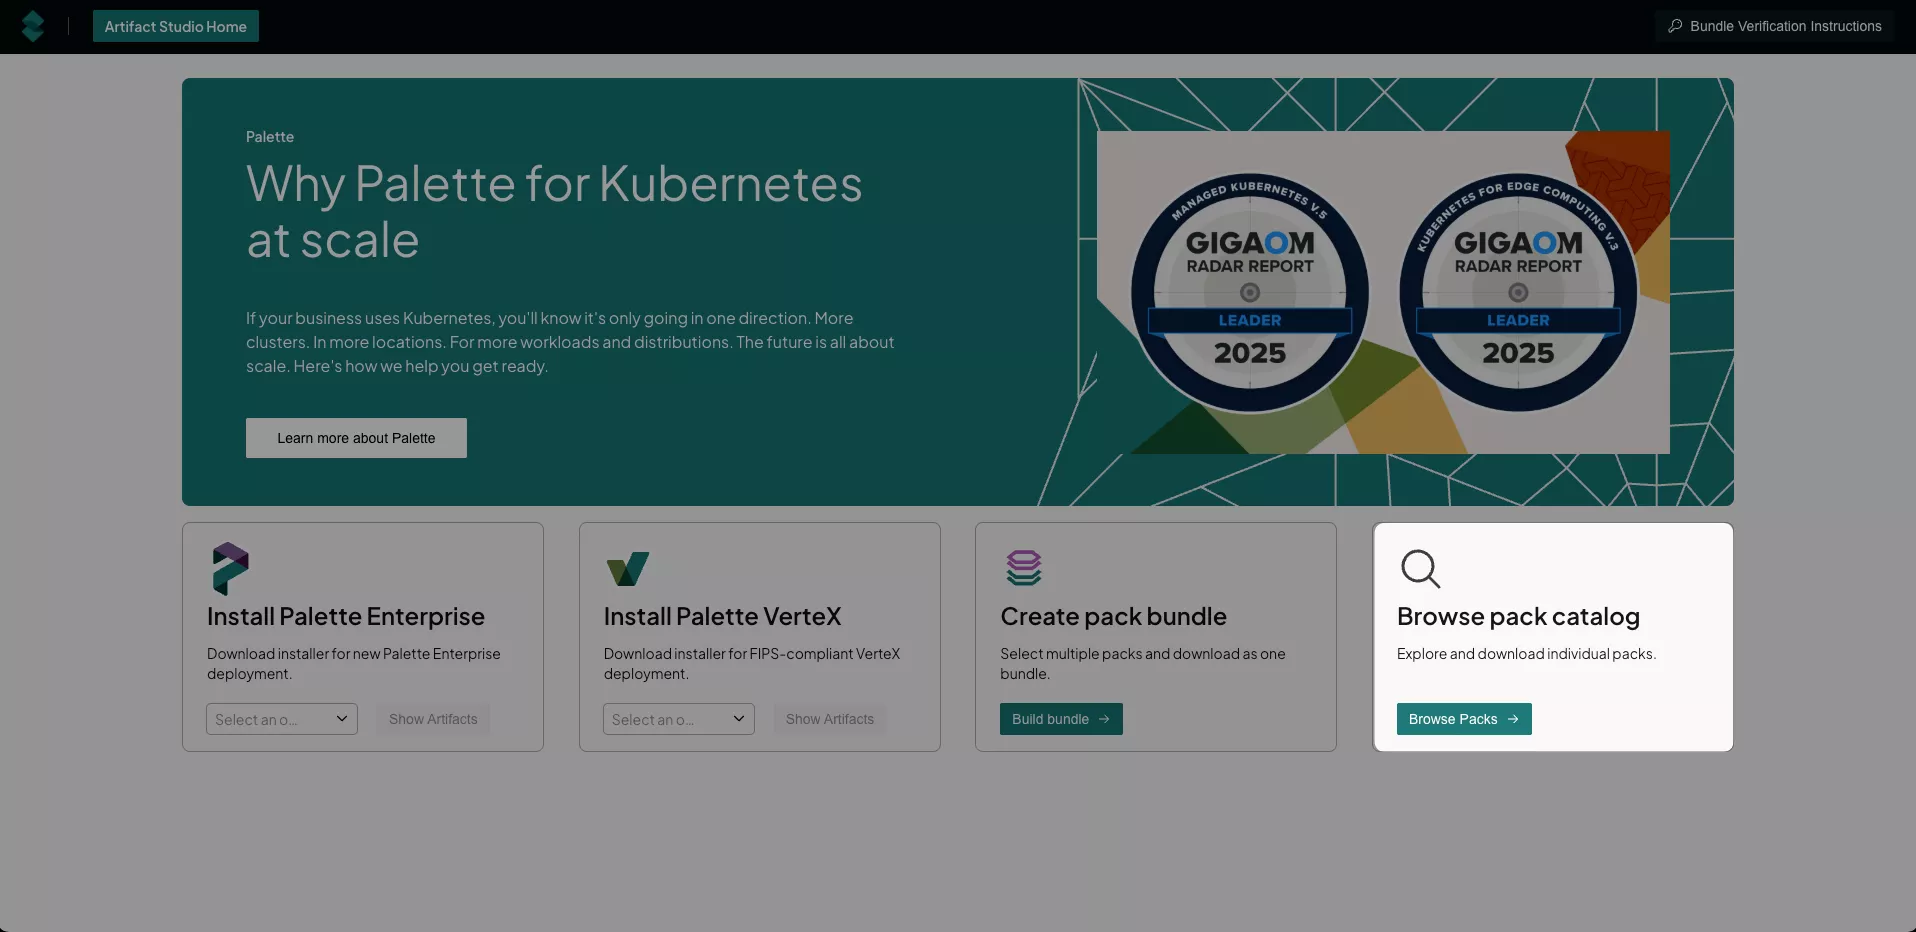 Artifact Studio Home
Bundle Verification Instructions
Palette
Why Palette for Kubernetes
at scale
If your business uses Kubernetes, you'll know it's only going in one direction. More
clusters. In more locations. For more workloads and distributions. The future is all about
scale. Here's how we help you get ready.
Learn more about Palette
MANAGED KUBERNETES V.5
GIGAOM
RADAR REPORT
LEADER
2025
KUBERNETES FOR EDGE COMPUTING V.3
GIGAOM
RADAR REPORT
LEADER
2025
Install Palette Enterprise
Download installer for new Palette Enterprise
deployment.
Select an o...
Show Artifacts
Install Palette VerteX
Download installer for FIPS-compliant VerteX
deployment.
Select an o...
Show Artifacts
Create pack bundle
Select multiple packs and download as one
bundle.
Build bundle
Browse pack catalog
Explore and download individual packs.
Browse Packs